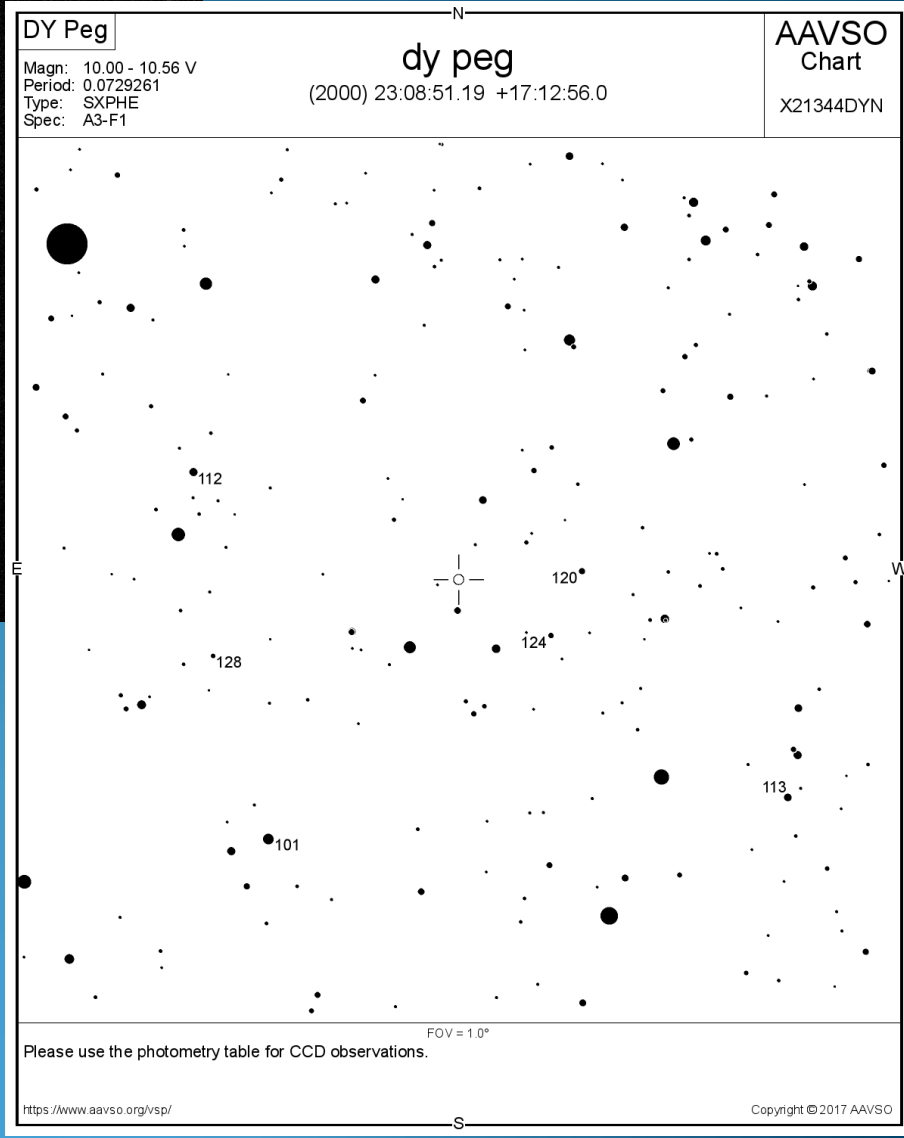 N
DY Peg
Magn: 10.00 - 10.56 V
Period: 0.0729261
Type: SXPHE
Spec: A3-F1
dy peg
(2000) 23:08:51.19 +17:12:56.0
AAVSO
Chart
X21344DYN
112
E
W
120
124
128
113
101
FOV = 1.0°
Please use the photometry table for CCD observations.
https://www.aavso.org/vsp/
Copyright © 2017 AAVSO
S